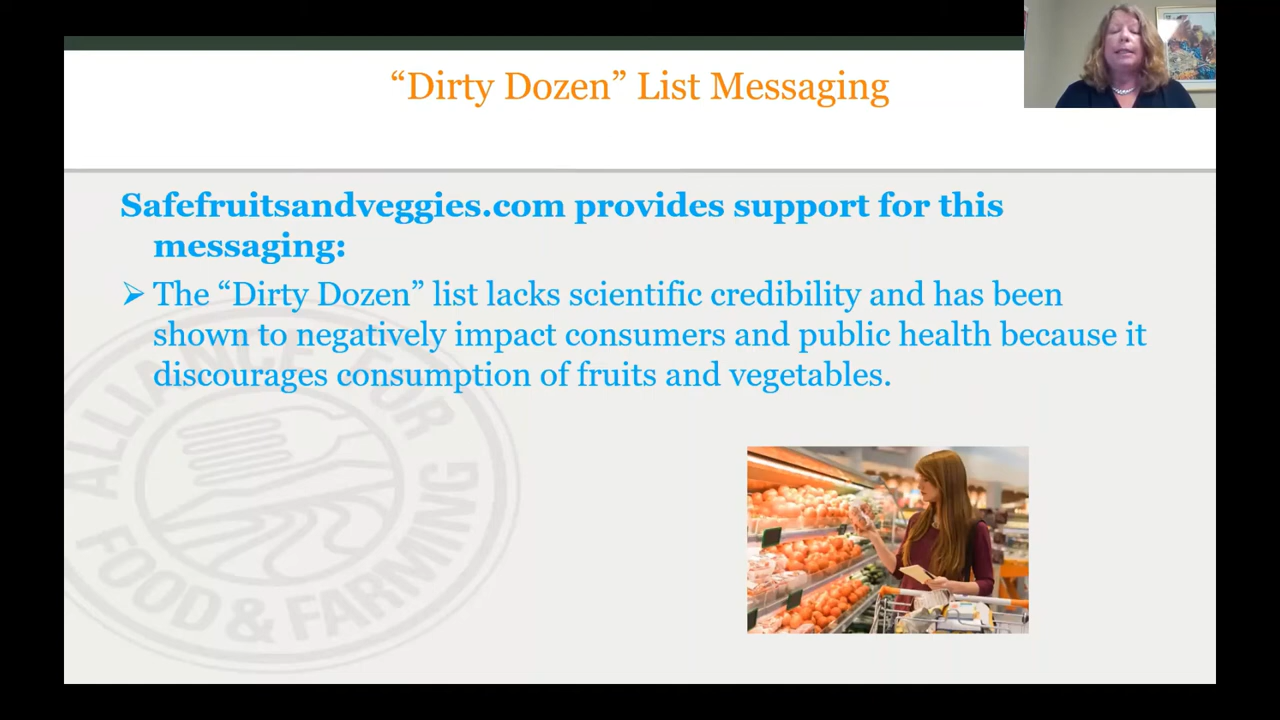 “Dirty Dozen” List Messaging
Safefruitsandveggies.com provides support for this
messaging:
The “Dirty Dozen” list lacks scientific credibility and has been
shown to negatively impact consumers and public health because it
discourages consumption of fruits and vegetables.
ALLIANCE FOR
FOOD & FARMING